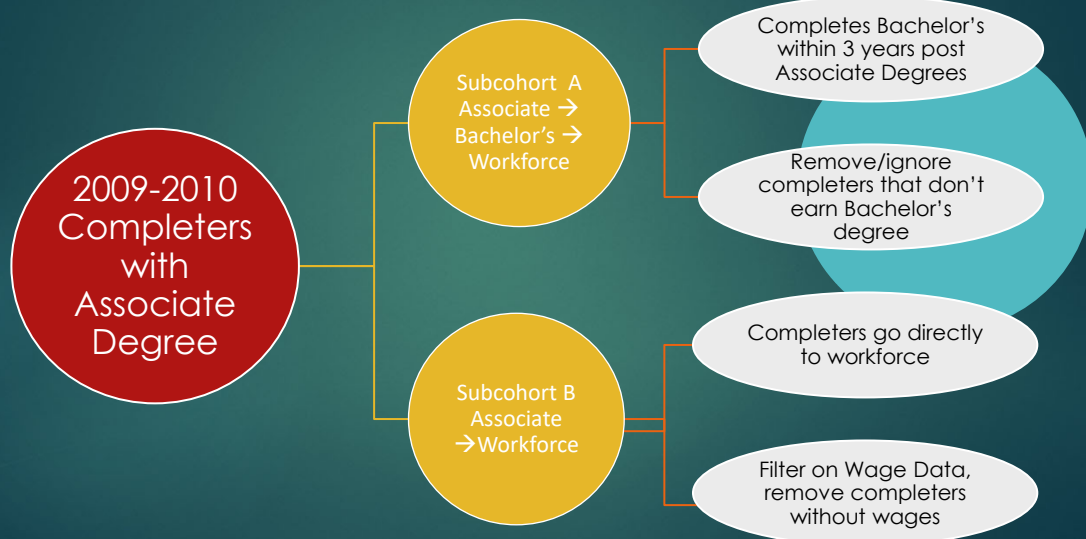 2009-2010
Completers
with
Associate
Degree
Subcohort A
Associate →
Bachelor’s →
Workforce
Completes Bachelor’s
within 3 years post
Associate Degrees
Remove/ignore
completers that don’t
earn Bachelor’s
degree
Subcohort B
Associate
→Workforce
Completers go directly
to workforce
Filter on Wage Data,
remove completers
without wages